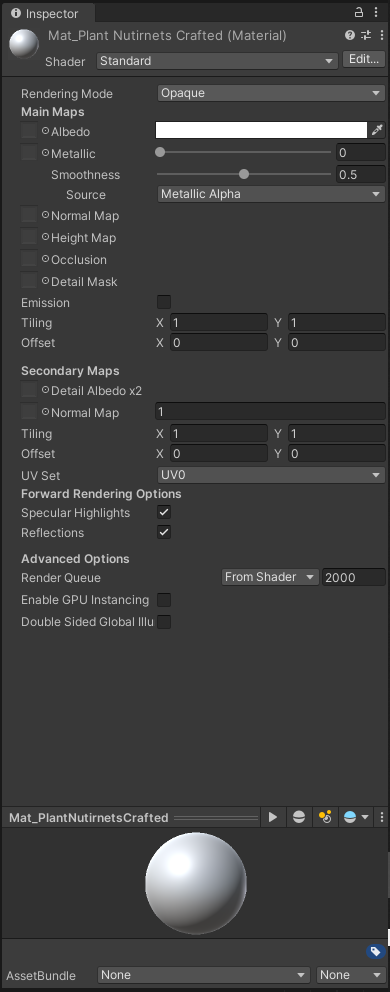 Inspector
Mat_Plant Nutirnets Crafted (Material)
Shader Standard Edit...
Rendering Mode Opaque
Main Maps
Albedo
Metallic 0
Smoothness 0.5
Source Metallic Alpha
Normal Map
Height Map
Occlusion
Detail Mask
Emission
Tiling X 1 Y 1
Offset X 0 Y 0
Secondary Maps
Detail Albedo x2
Normal Map 1
Tiling X 1 Y 1
Offset X 0 Y 0
UV Set UV0
Forward Rendering Options
Specular Highlights
Reflections
Advanced Options
Render Queue From Shader 2000
Enable GPU Instancing
Double Sided Global Illu
Mat_PlantNutirnetsCrafted
AssetBundle None None